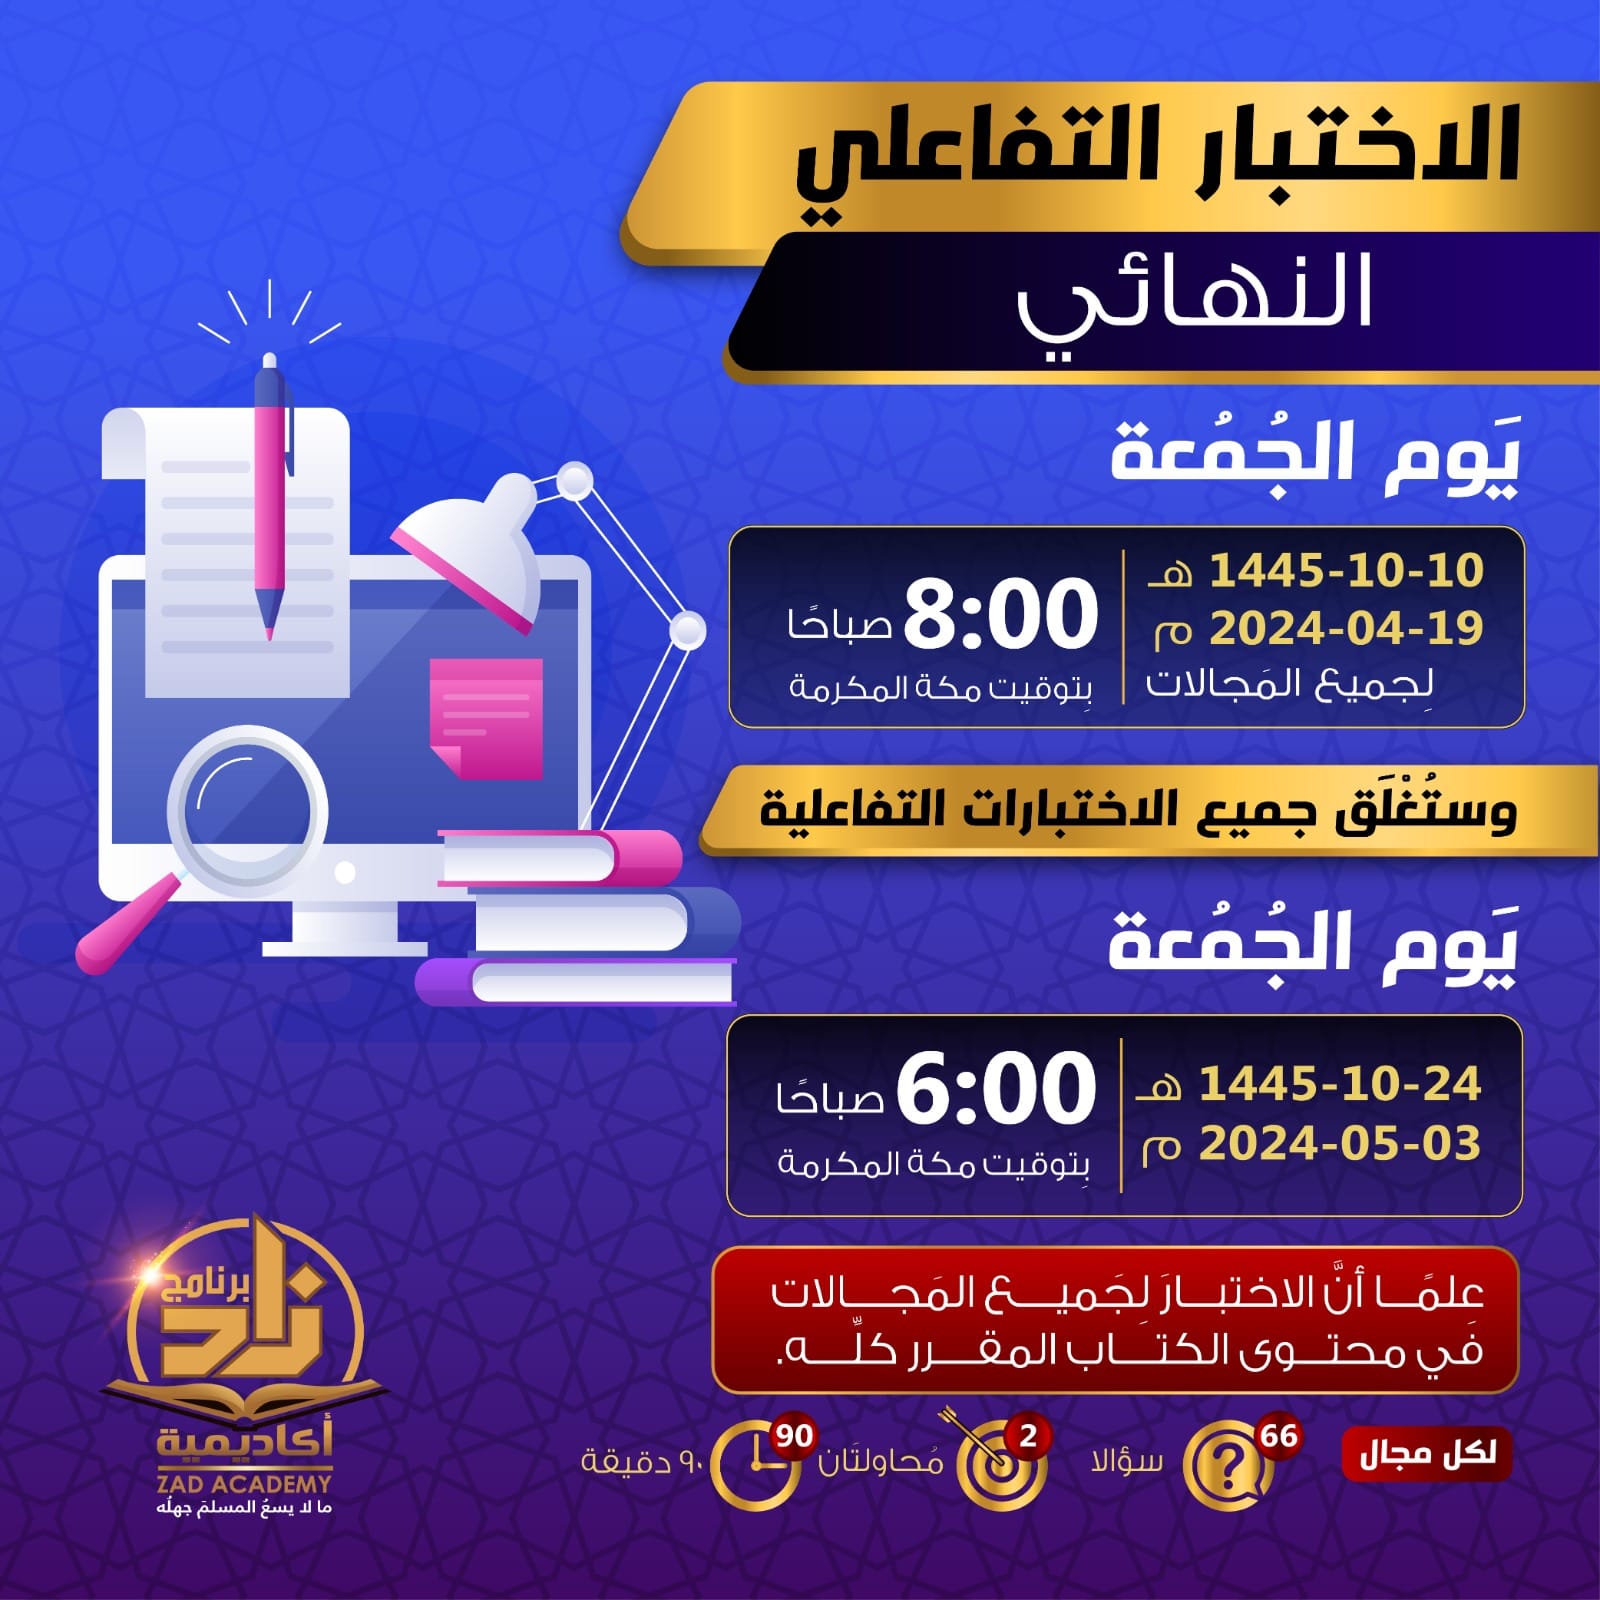 الاختبار التفاعلي
النهائي
يَوم الجُمُعة
1445-10-10 هـ
2024-04-19 م
لِجميع المَجالات
8:00 صباحًا
بِتوقيت مكة المكرمة
وستُغْلَق جميع الاختبارات التفاعلية
يَوم الجُمُعة
1445-10-24 هـ
2024-05-03 م
6:00 صباحًا
بِتوقيت مكة المكرمة
علمًا أنَّ الاختبارَ لِجَميع المَجالات
في محتوى الكتاب المقرر كلِّه.
لكل مجال
66 سؤالا
2 مُحاولتَان
90 ٩٠ دقيقة
برنامج
زاد
أكاديمية
ZAD ACADEMY
ما لا يسعُ المسلمَ جهلُه